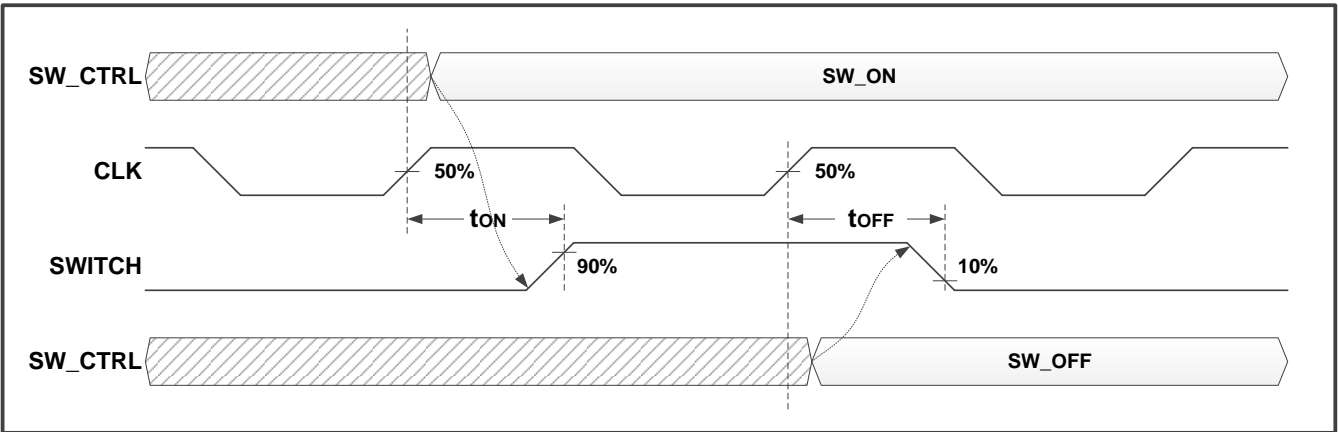 SW_CTRL
SW_ON
CLK
50%
50%
tON
tOFF
SWITCH
90%
10%
SW_CTRL
SW_OFF